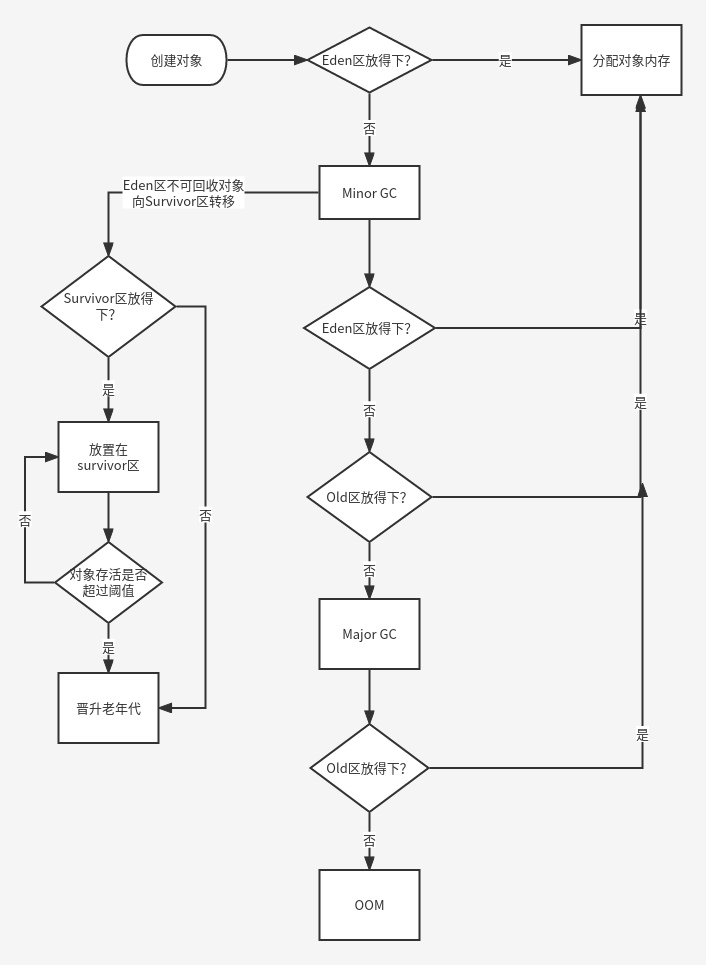 创建对象
Eden区放得下？
是
分配对象内存
否
Minor GC
Eden区不可回收对象
向Survivor区转移
Survivor区放得
下？
Eden区放得下？
是
是
是
否
放置在
survivor区
Old区放得下？
否
否
对象存活是否
超过阈值
否
是
Major GC
晋升老年代
是
Old区放得下？
否
OOM